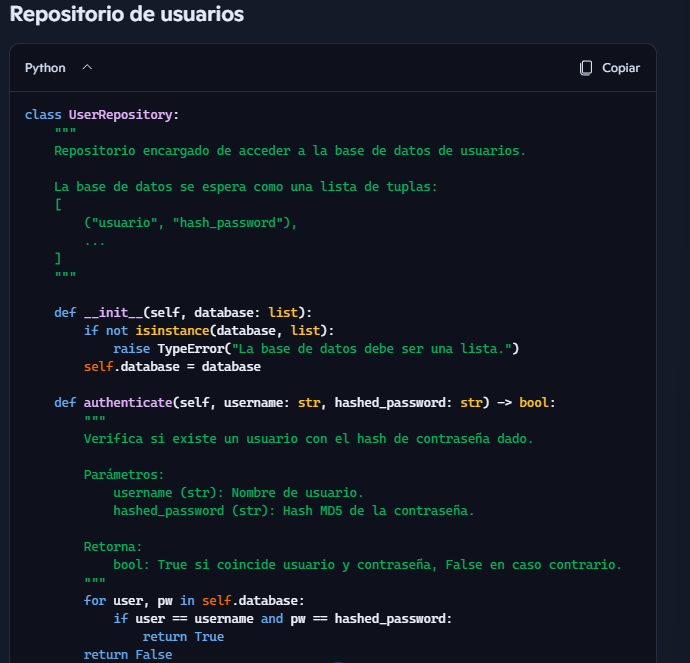 Repositorio de usuarios
Python
Copiar
class UserRepository:
    """
    Repositorio encargado de acceder a la base de datos de usuarios.

    La base de datos se espera como una lista de tuplas:
    [
        ("usuario", "hash_password"),
        ...
    ]
    """

    def __init__(self, database: list):
        if not isinstance(database, list):
            raise TypeError("La base de datos debe ser una lista.")
        self.database = database

    def authenticate(self, username: str, hashed_password: str) -> bool:
        """
        Verifica si existe un usuario con el hash de contraseña dado.

        Parámetros:
            username (str): Nombre de usuario.
            hashed_password (str): Hash MD5 de la contraseña.

        Retorna:
            bool: True si coincide usuario y contraseña, False en caso contrario.
        """
        for user, pw in self.database:
            if user == username and pw == hashed_password:
                return True
        return False